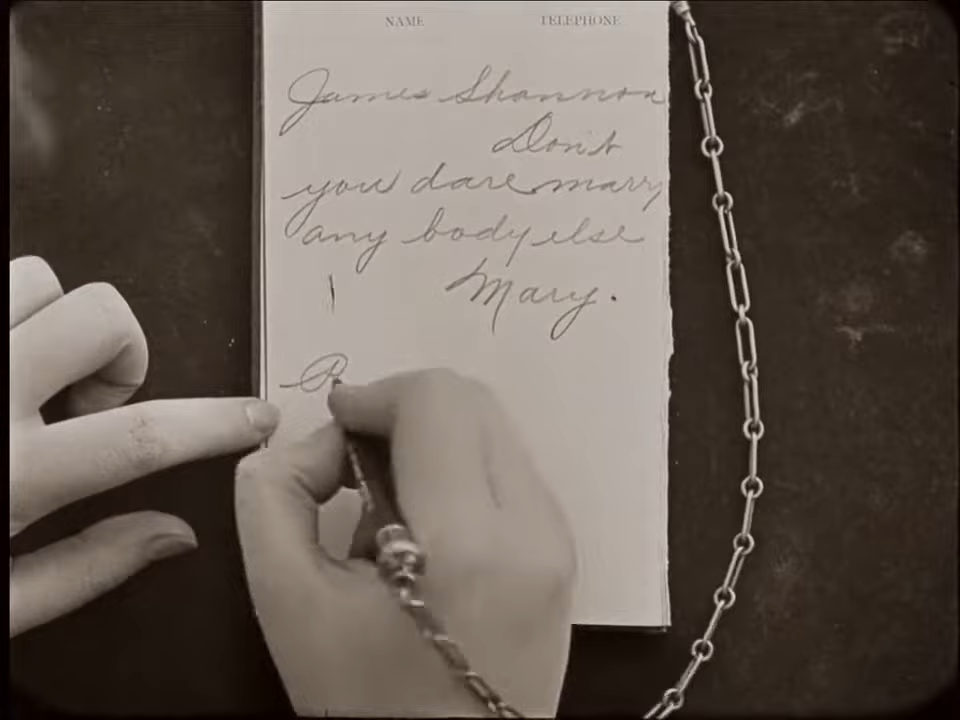 NAME TELEPHONE
James Shannon
Don't
you dare marry
any body else
Mary.